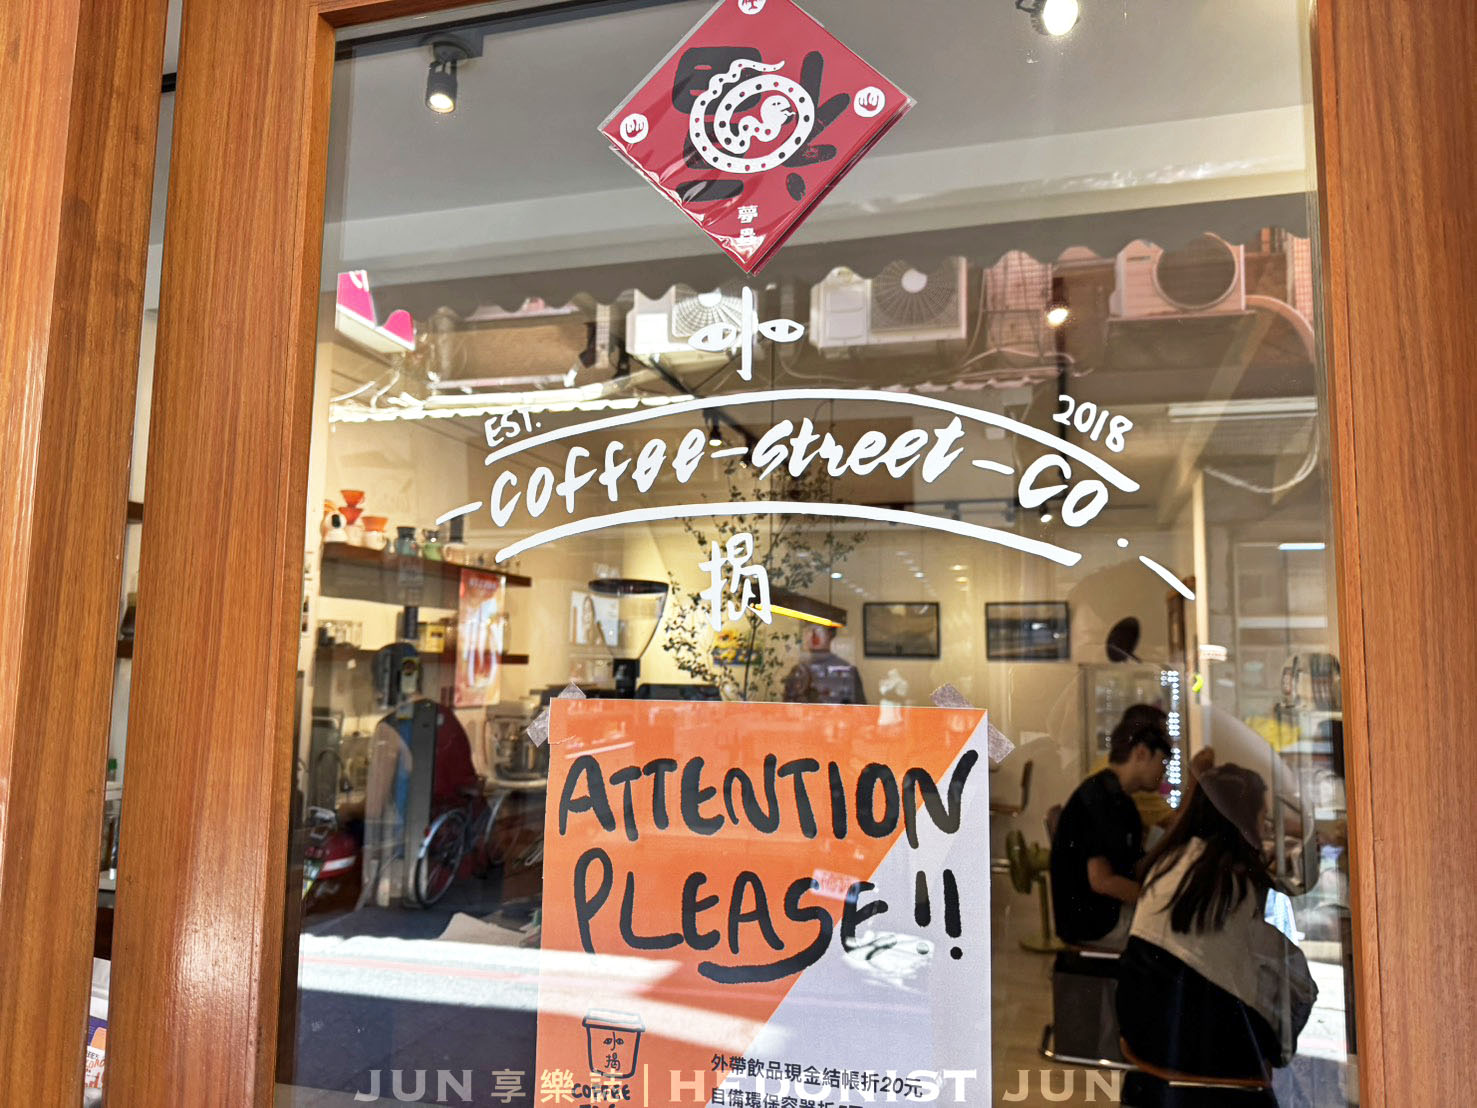 夢
小
EST. 2018
-Coffee-Street-Co.
揭
ATTENTION
PLEASE!!
小
揭
COFFEE
外帶飲品現金結帳折20元
自備環保容器折
JUN 享樂誌 | HEDONIST JUN